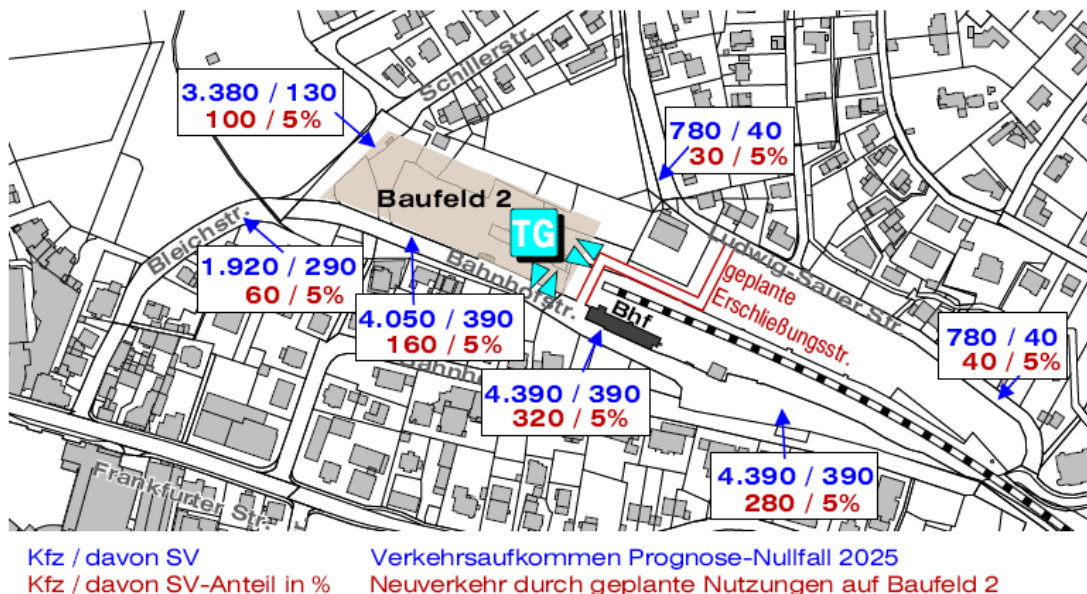 Schillerstr.
3.380 / 130
100 / 5%
780 / 40
30 / 5%
Baufeld 2
TG
Bleichstr.
1.920 / 290
60 / 5%
Bahnhofstr.
4.050 / 390
160 / 5%
Ludwig-Sauer Str.
geplante
Erschließungsstr.
Bhf
780 / 40
40 / 5%
4.390 / 390
320 / 5%
4.390 / 390
280 / 5%
Frankfurter Str.
Kfz / davon SV
Verkehrsaufkommen Prognose-Nullfall 2025
Kfz / davon SV-Anteil in %
Neuverkehr durch geplante Nutzungen auf Baufeld 2